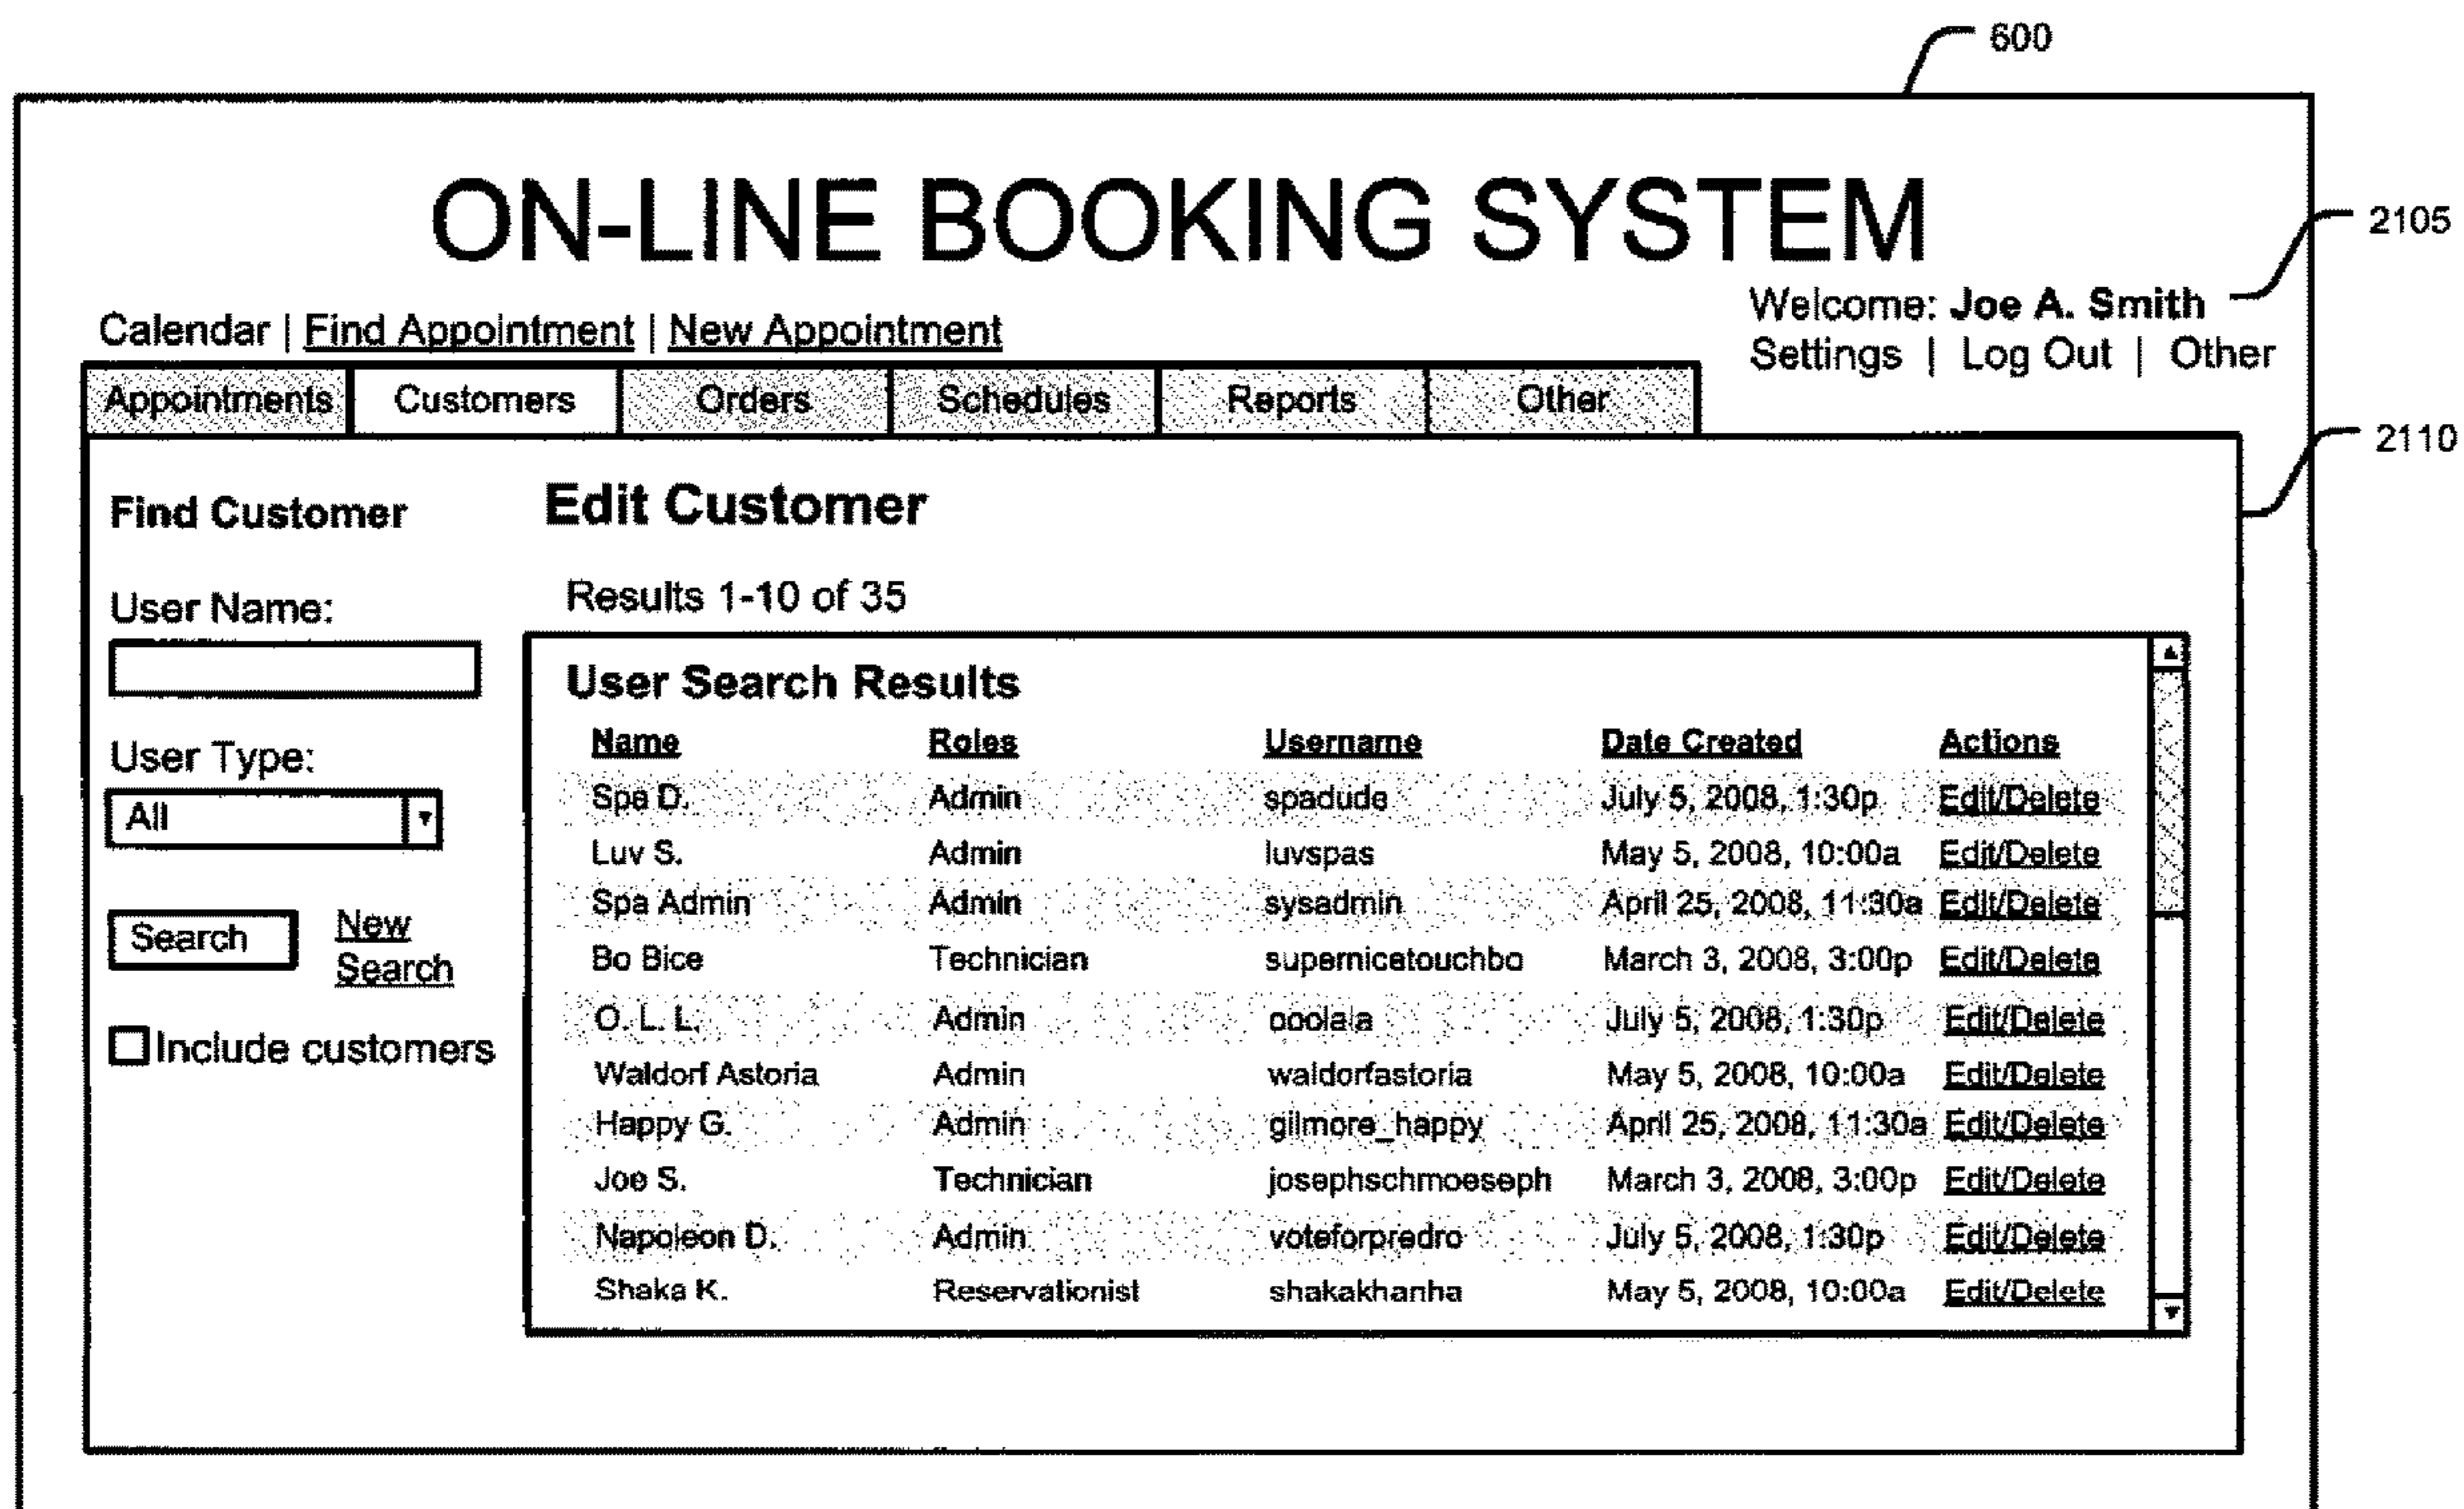 600
ON-LINE BOOKING SYSTEM
2105
Welcome: Joe A. Smith
Calendar | Find Appointment | New Appointment
Settings | Log Out | Other
Appointments Customers Orders Schedules Reports Other
2110
Find Customer
Edit Customer
User Name:
Results 1-10 of 35
User Search Results
User Type:
All
Search
New
Search
Include customers
Name Roles Username Date Created Actions
Spa D. Admin spadude July 5, 2008, 1:30p Edit/Delete
Luv S. Admin luvspas May 5, 2008, 10:00a Edit/Delete
Spa Admin Admin sysadmin April 25, 2008, 11:30a Edit/Delete
Bo Bice Technician supernicetouchbo March 3, 2008, 3:00p Edit/Delete
O. L. L. Admin ooolala July 5, 2008, 1:30p Edit/Delete
Waldorf Astoria Admin waldorfastoria May 5, 2008, 10:00a Edit/Delete
Happy G. Admin gilmore_happy April 25, 2008, 11:30a Edit/Delete
Joe S. Technician josephschmoeseph March 3, 2008, 3:00p Edit/Delete
Napoleon D. Admin voteforpredro July 5, 2008, 1:30p Edit/Delete
Shaka K. Reservationist shakakhanha May 5, 2008, 10:00a Edit/Delete